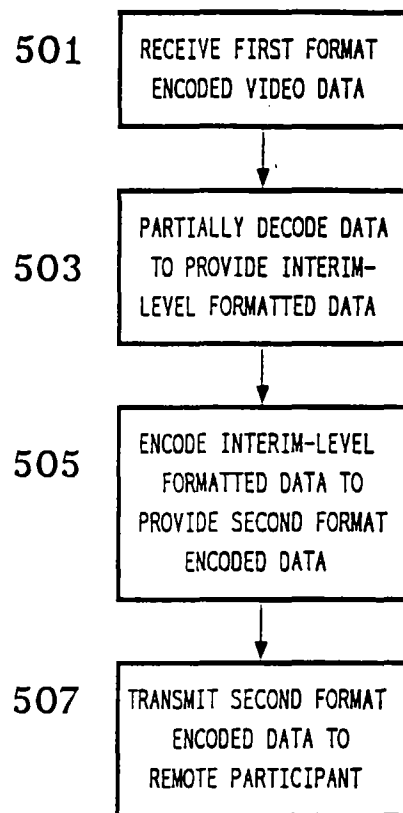 501
RECEIVE FIRST FORMAT
ENCODED VIDEO DATA
503
PARTIALLY DECODE DATA
TO PROVIDE INTERIM-
LEVEL FORMATTED DATA
505
ENCODE INTERIM-LEVEL
FORMATTED DATA TO
PROVIDE SECOND FORMAT
ENCODED DATA
507
TRANSMIT SECOND FORMAT
ENCODED DATA TO
REMOTE PARTICIPANT